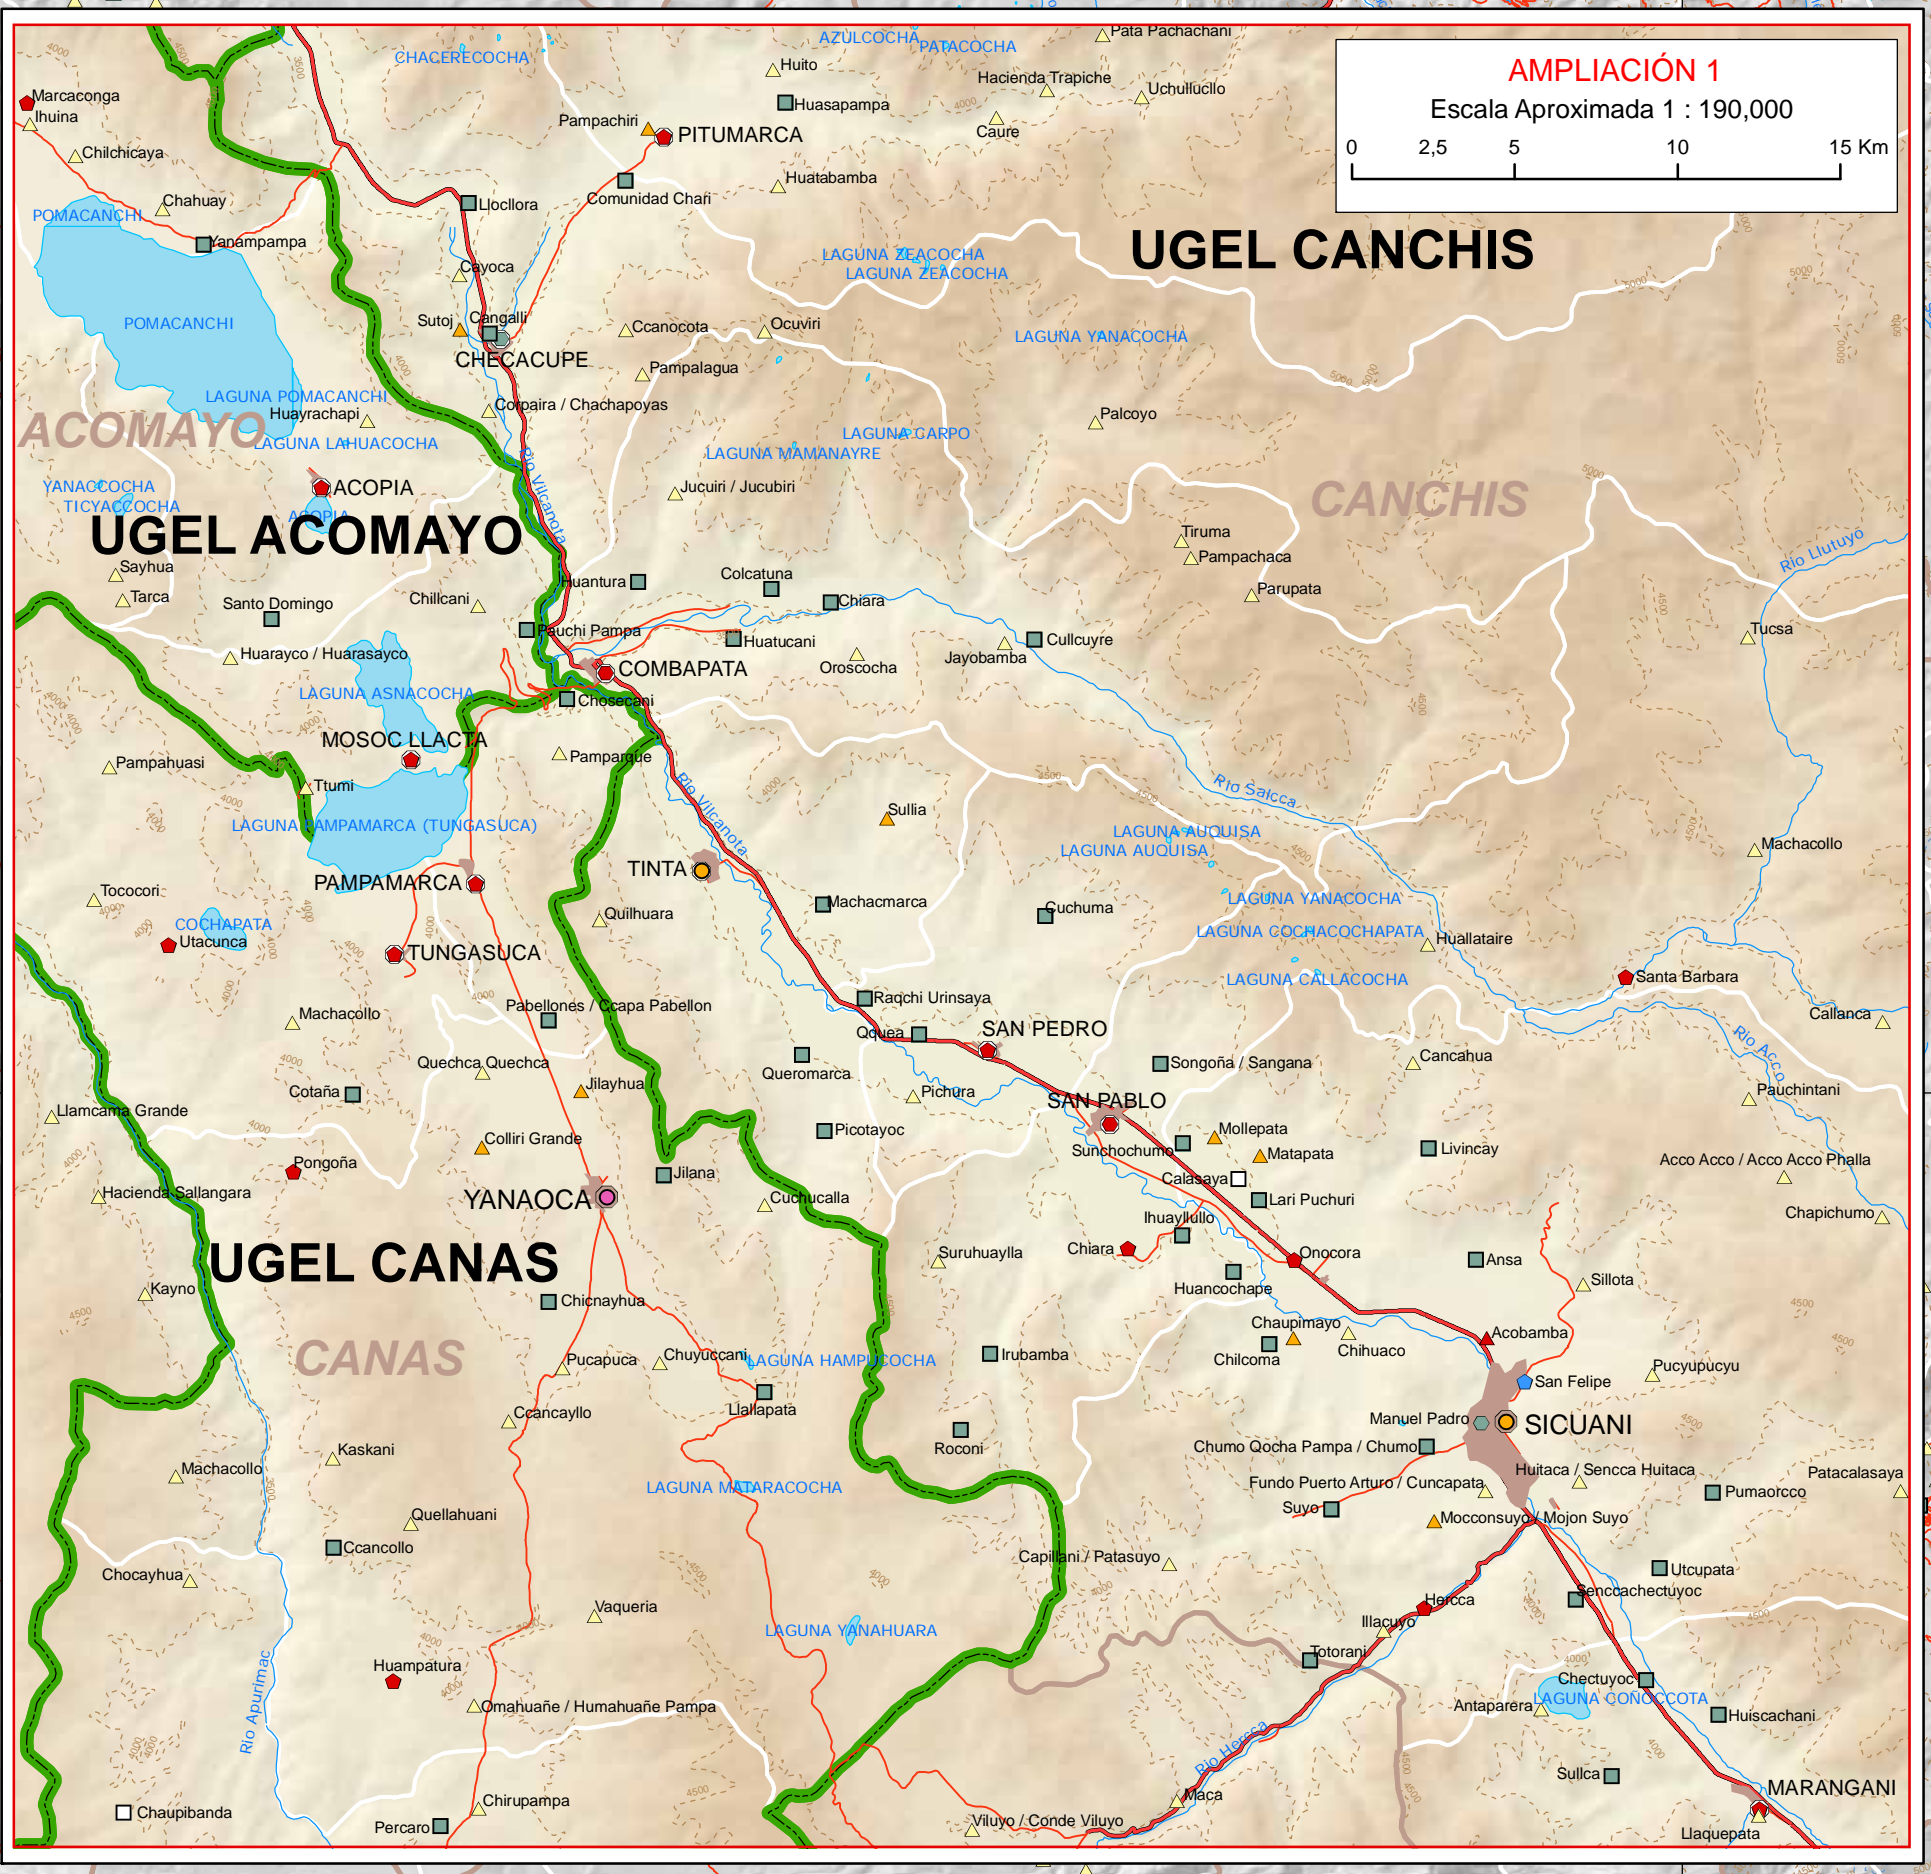 AMPLIACIÓN 1
Escala Aproximada 1 : 190,000
0 2,5 5 10 15 Km
CHACERECOCHA
AZULCOCHA
PATACOCHA
Pata Pachachani
Huito
Hacienda Trapiche
Uchullucllo
Marcaconga
Ihuina
Huasapampa
Caure
Pampachiri
PITUMARCA
Chilchicaya
Huatabamba
Comunidad Chari
Chahuay
Llocllora
POMACANCHI
Yanampampa
UGEL CANCHIS
LAGUNA ZEACOCHA
LAGUNA ZEACOCHA
Cayoca
POMACANCHI
Sutoj
Cangalli
Ccanocota
Ocuviri
LAGUNA YANACOCHA
CHECACUPE
Pampalagua
LAGUNA POMACANCHI
Huayrachapi
Corpaira / Chachapoyas
Palcoyo
ACOMAYO
LAGUNA LAHUACOCHA
LAGUNA CARPO
LAGUNA MAMANAYRE
YANACCOCHA
TICYACCOCHA
ACOPIA
ACOPIA
Rio Vilcanota
Jucuiri / Jucubiri
CANCHIS
UGEL ACOMAYO
Tiruma
Pampachaca
Rio Llutuyo
Sayhua
Tarca
Santo Domingo
Chillcani
Huantura
Colcatuna
Chiara
Parupata
Pauchi Pampa
Huatucani
Cullcuyre
Tucsa
Huarayco / Huarasayco
COMBAPATA
Oroscocha
Jayobamba
LAGUNA ASNACOCHA
Chosecani
MOSOC LLACTA
Pamparque
Pampahuasi
Ttumi
Rio Vilcanota
Rio Salcca
LAGUNA PAMPAMARCA (TUNGASUCA)
Sullia
LAGUNA AUQUISA
LAGUNA AUQUISA
Machacollo
TINTA
PAMPAMARCA
Tococori
Machacmarca
Cuchuma
LAGUNA YANACOCHA
COCHAPATA
Utacunca
Quilhuara
LAGUNA COCHACOCHAPATA
Huallataire
TUNGASUCA
LAGUNA CALLACOCHA
Santa Barbara
Pabellones / Ccapa Pabellon
Raqchi Urinsaya
Machacollo
Qquea
SAN PEDRO
Callanca
Rio Acco
Quechca Quechca
Queromarca
Songoña / Sangana
Cancahua
Cotaña
Jilayhua
Pichura
Pauchintani
Llamcama Grande
SAN PABLO
Picotayoc
Mollepata
Colliri Grande
Sunchochumo
Matapata
Livincay
Pongoña
Jilana
Calasaya
Acco Acco / Acco Acco Phalla
Hacienda Sallangara
YANAOCA
Cuchucalla
Lari Puchuri
Ihuayllullo
Chapichumo
Chiara
Suruhuaylla
Onocora
Ansa
UGEL CANAS
Huancochape
Sillota
Kayno
Chicnayhua
Chaupimayo
Acobamba
CANAS
Pucapuca
Chuyuccani
LAGUNA HAMPUCOCHA
Irubamba
Chilcoma
Chihuaco
Pucyupucyu
San Felipe
Llallapata
Ccancayllo
Manuel Padro
SICUANI
Roconi
Chumo Qocha Pampa / Chumo
Kaskani
Machacollo
Huitaca / Sencca Huitaca
Patacalasaya
LAGUNA MATARACOCHA
Fundo Puerto Arturo / Cuncapata
Pumaorcco
Suyo
Quellahuani
Mocconsuyo / Mojon Suyo
Ccancollo
Capillani / Patasuyo
Utcupata
Chocayhua
Senccachectuyoc
Hercca
Vaqueria
Illacuyo
LAGUNA YANAHUARA
Totorani
Huampatura
Chectuyoc
Rio Apurimac
Omahuañe / Humahuañe Pampa
LAGUNA COÑOCCOTA
Antaparera
Huiscachani
Rio Hercca
Sullca
MARANGANI
Maca
Chaupibanda
Chirupampa
Percaro
Viluyo / Conde Viluyo
Llaquepata